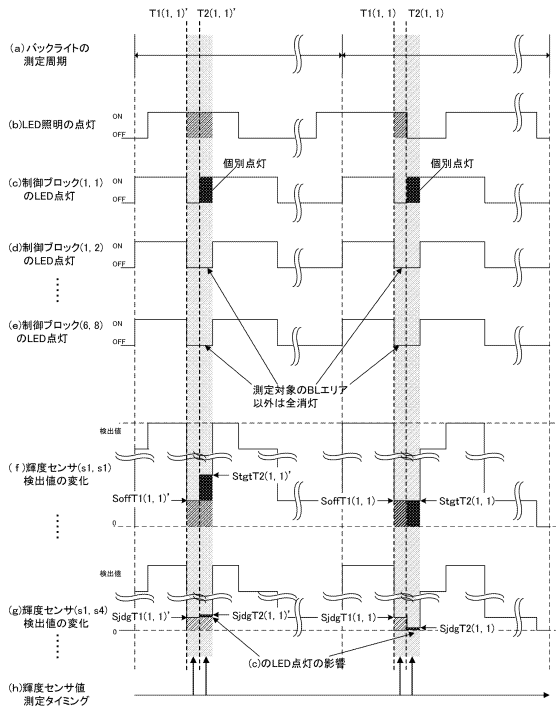 T1(1, 1)' T2(1, 1)' T1(1, 1) T2(1, 1)
(a)バックライトの
測定周期
(b)LED照明の点灯
ON
OFF
個別点灯
個別点灯
(c)制御ブロック(1, 1)
のLED点灯
ON
OFF
(d)制御ブロック(1, 2)
のLED点灯
ON
OFF
(e)制御ブロック(6, 8)
のLED点灯
ON
OFF
測定対象のBLエリア
以外は全消灯
検出値
(f)輝度センサ(s1, s1)
検出値の変化
StgtT2(1, 1)'
SoffT1(1, 1)'
SoffT1(1, 1)
StgtT2(1, 1)
0
検出値
(g)輝度センサ(s1, s4)
検出値の変化
SjdgT1(1, 1)'
SjdgT2(1, 1)'
SjdgT1(1, 1)
SjdgT2(1, 1)
0
(c)のLED点灯の影響
(h)輝度センサ値
測定タイミング